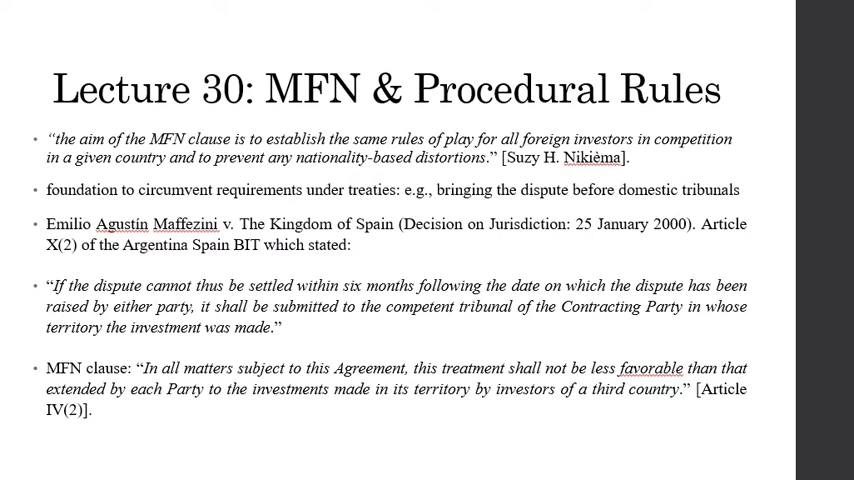 Lecture 30: MFN & Procedural Rules
• “the aim of the MFN clause is to establish the same rules of play for all foreign investors in competition
in a given country and to prevent any nationality-based distortions.” [Suzy H. Nikièma].
• foundation to circumvent requirements under treaties: e.g., bringing the dispute before domestic tribunals
• Emilio Agustín Maffezini v. The Kingdom of Spain (Decision on Jurisdiction: 25 January 2000). Article
X(2) of the Argentina Spain BIT which stated:
• “If the dispute cannot thus be settled within six months following the date on which the dispute has been
raised by either party, it shall be submitted to the competent tribunal of the Contracting Party in whose
territory the investment was made.”
• MFN clause: “In all matters subject to this Agreement, this treatment shall not be less favorable than that
extended by each Party to the investments made in its territory by investors of a third country.” [Article
IV(2)].